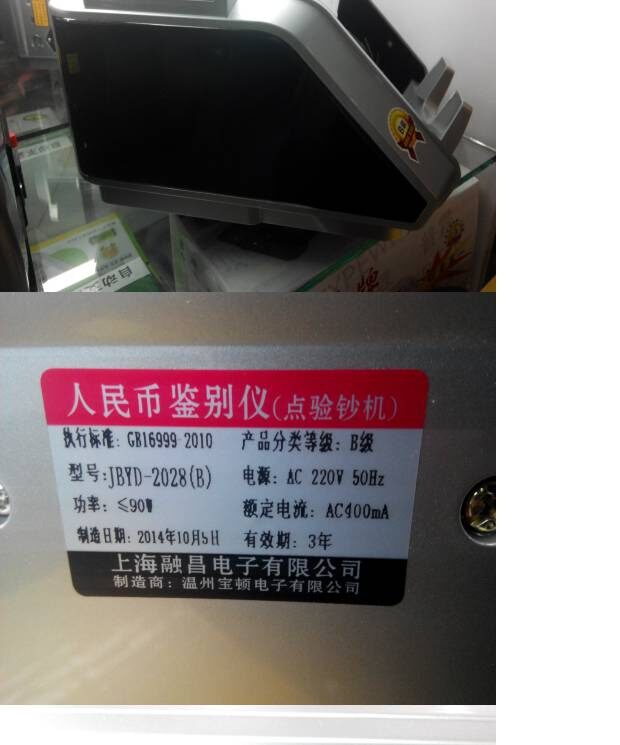 自动
人民币鉴别仪(点验钞机)
执行标准: GB16999-2010 产品分类等级: B级
型号:JBYD-2028(B) 电源: AC 220V 50Hz
功率: ≤90W 额定电流: AC400mA
制造日期: 2014年10月5日 有效期: 3年
上海融昌电子有限公司
制造商: 温州宝顿电子有限公司